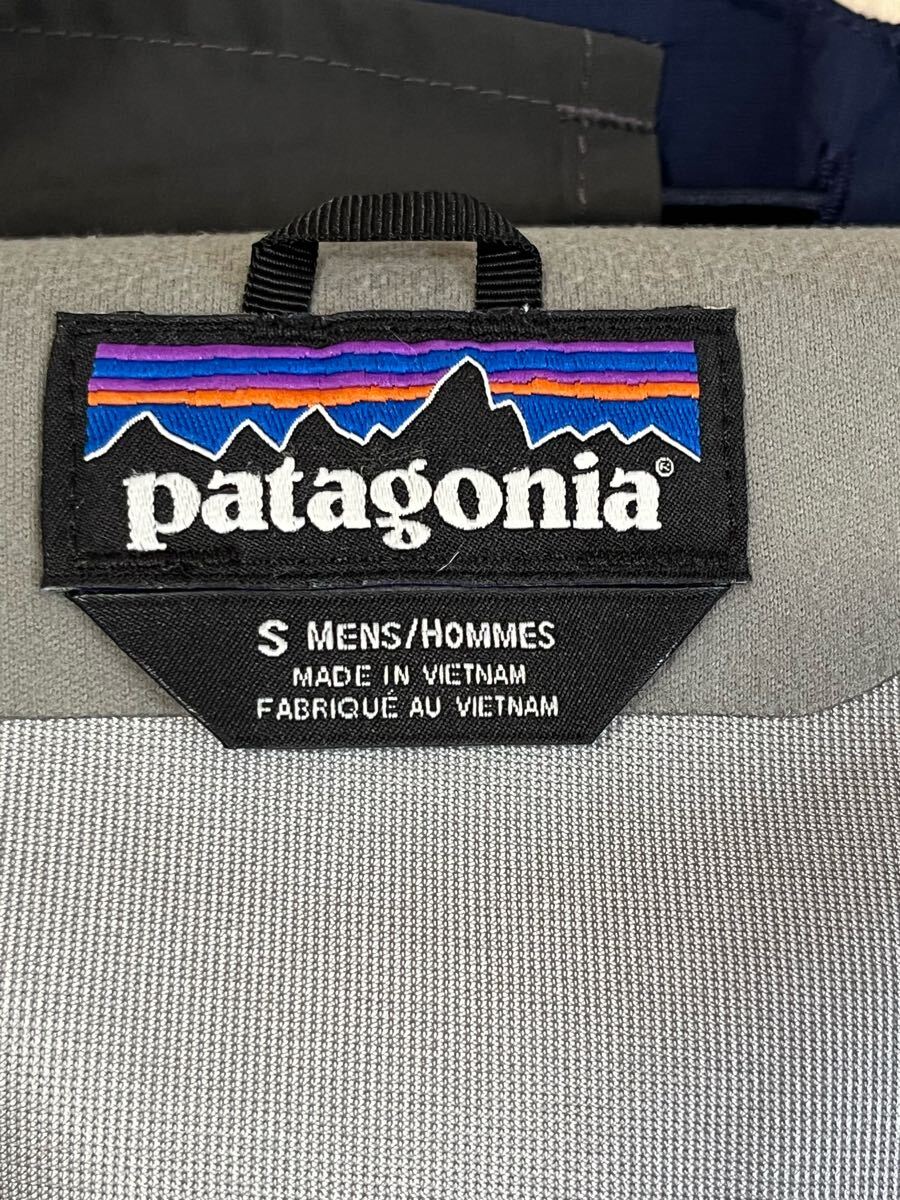 patagonia®
S MENS/HOMMES
MADE IN VIETNAM
FABRIQUÉ AU VIETNAM